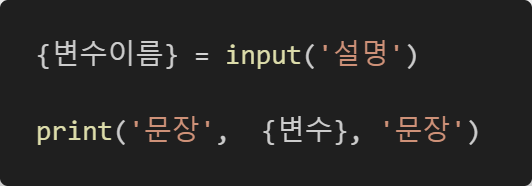 {변수이름} = input('설명')
print('문장',  {변수}, '문장')